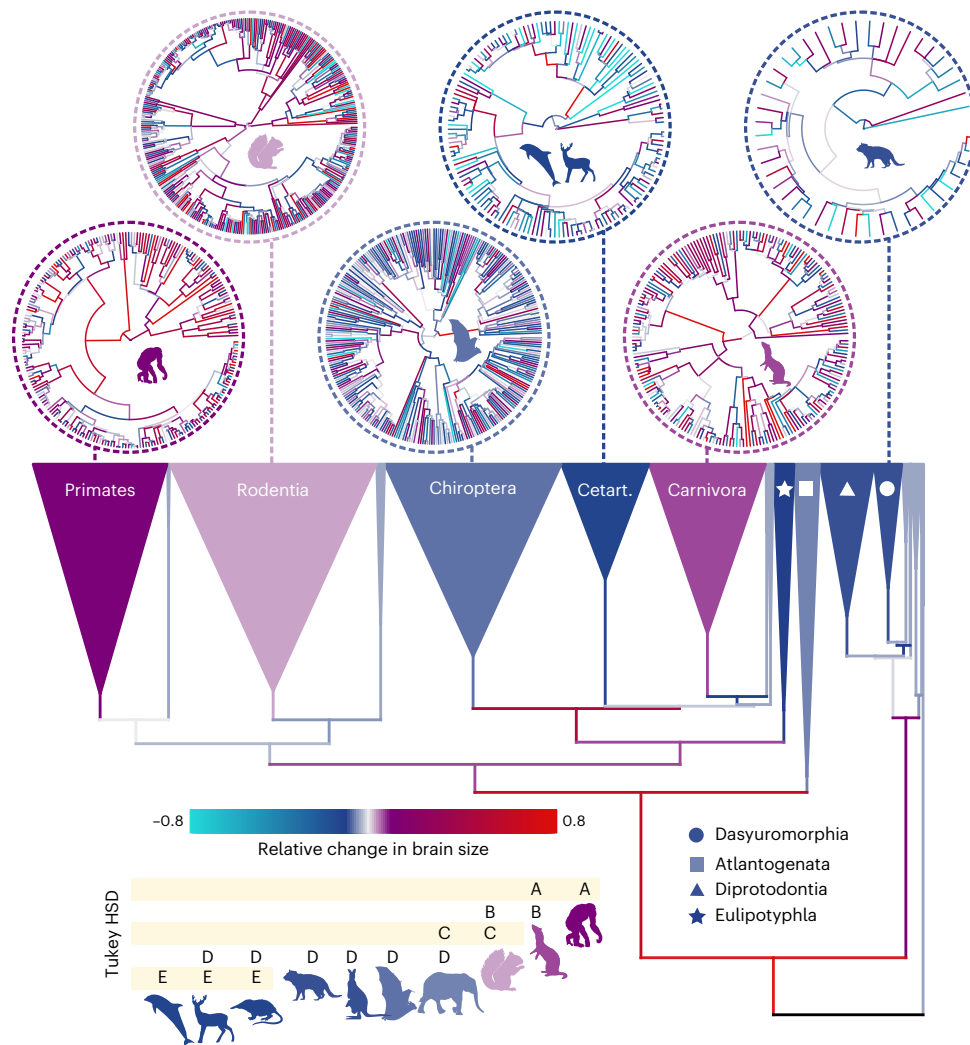 Primates
Rodentia
Chiroptera
Cetart.
Carnivora
–0.8
0.8
Relative change in brain size
Dasyuromorphia
Atlantogenata
Diprotodontia
Eulipotyphla
Tukey HSD
A A
B B
C C
D D D D D D
E E E